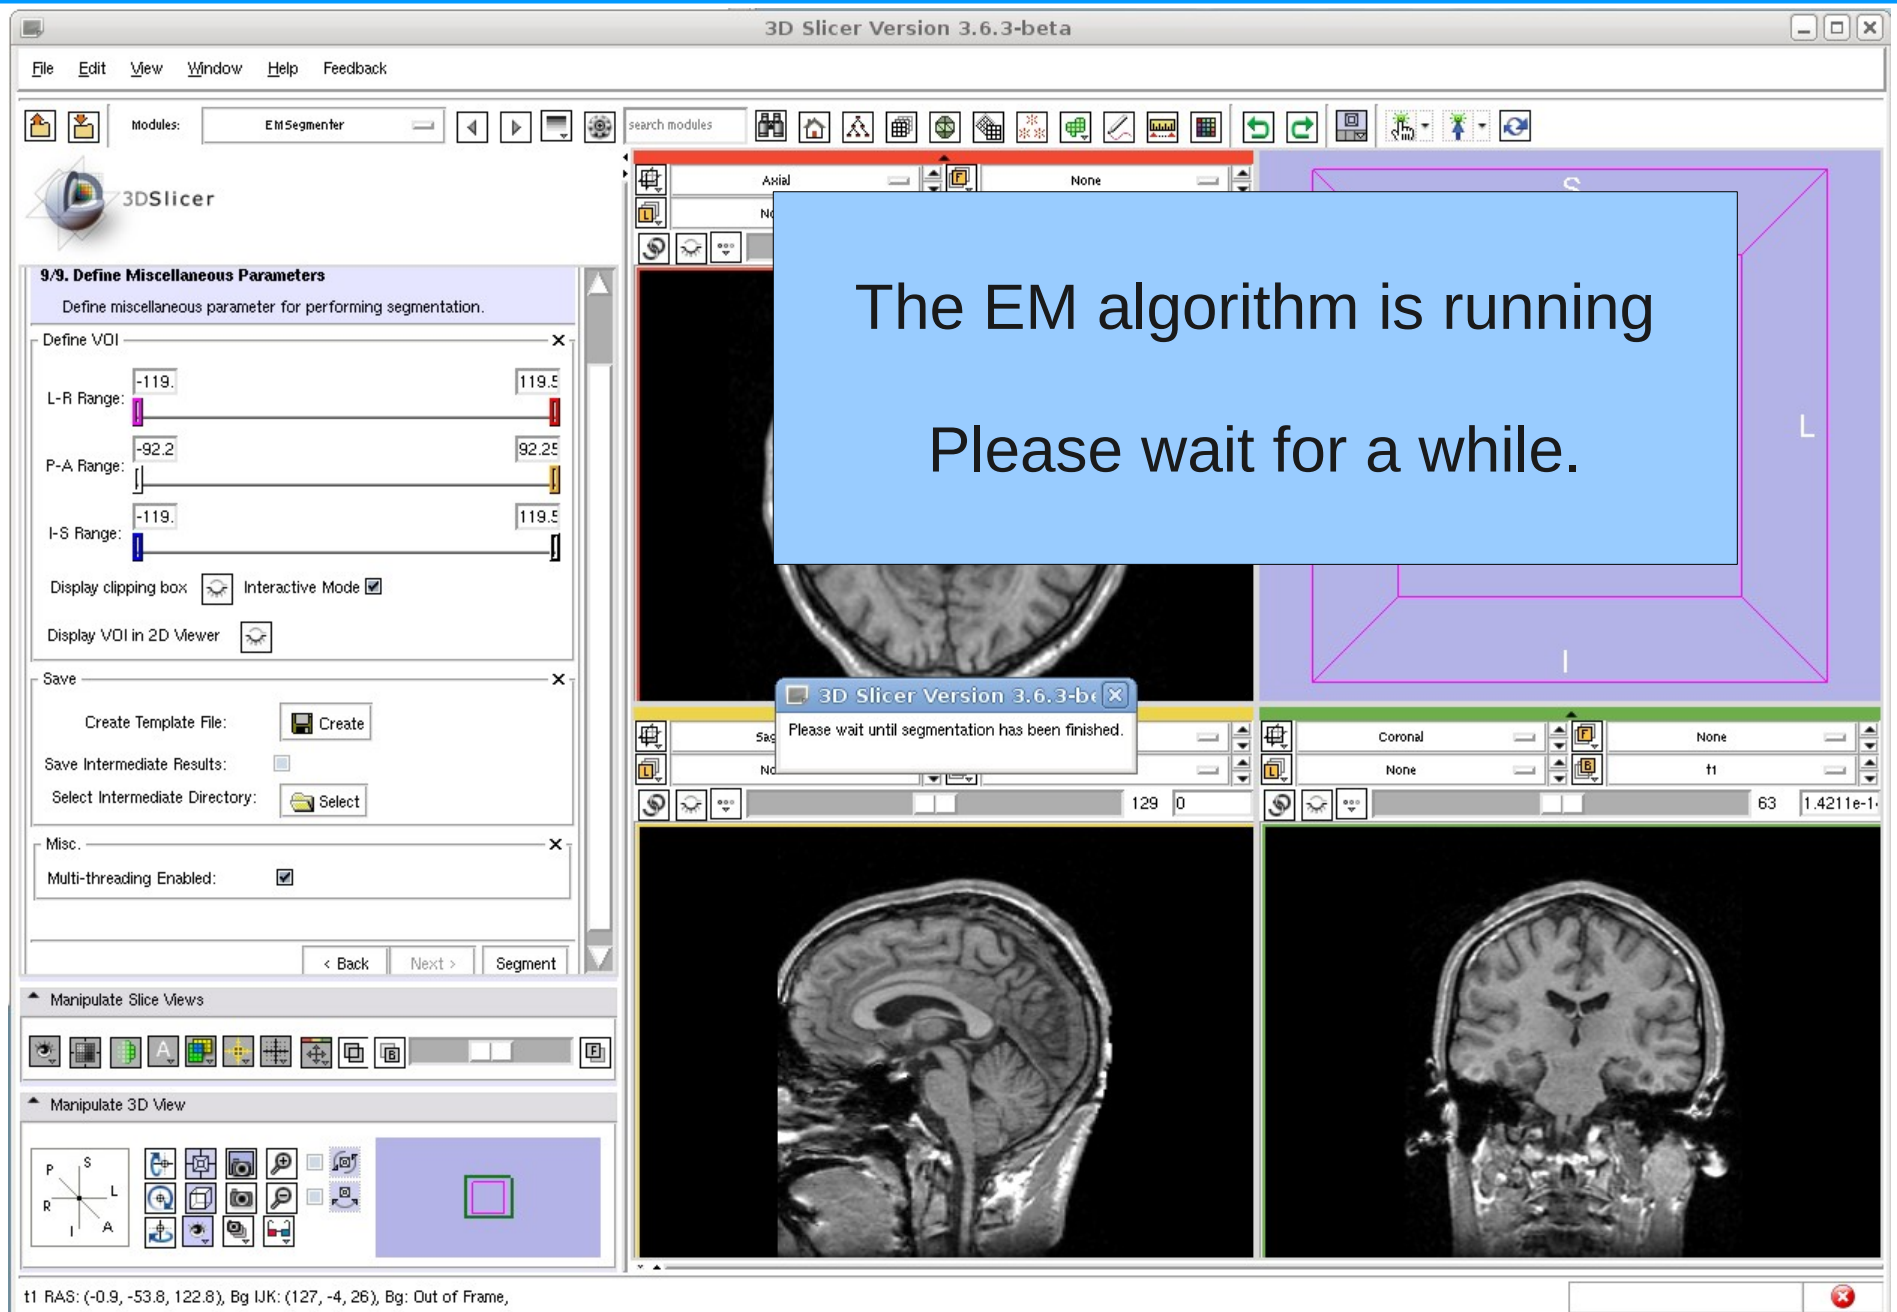 3D Slicer Version 3.6.3-beta
File Edit View Window Help Feedback
Modules: EMSegmenter search modules
3DSlicer
9/9. Define Miscellaneous Parameters
Define miscellaneous parameter for performing segmentation.
Define VOI
-119. 119.5
L-R Range:
-92.2 92.25
P-A Range:
-119. 119.5
I-S Range:
Display clipping box Interactive Mode
Display VOI in 2D Viewer
Save
Create Template File: Create
Save Intermediate Results:
Select Intermediate Directory: Select
Misc.
Multi-threading Enabled:
< Back Next > Segment
Manipulate Slice Views
A B F
Manipulate 3D View
P S
R L
I A
Axial F None
L
The EM algorithm is running
Please wait for a while.
S
L
I
3D Slicer Version 3.6.3-be
Please wait until segmentation has been finished.
L
129 0
Coronal F None
L None B t1
63 1.4211e-1
t1 RAS: (-0.9, -53.8, 122.8), Bg IJK: (127, -4, 26), Bg: Out of Frame,